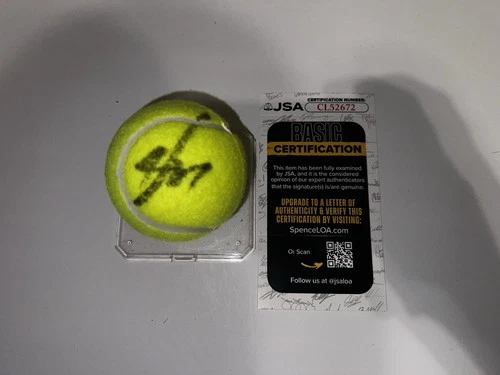 CERTIFICATION NUMBER:
JSA CL52672
BASIC
CERTIFICATION
This item has been fully examined
by JSA, and it is the considered
opinion of our expert authenticators
that the signature(s) is/are genuine.
UPGRADE TO A LETTER OF
AUTHENTICITY & VERIFY THIS
CERTIFICATION BY VISITING:
SpenceLOA.com
Or Scan
Follow us at @jsaloa